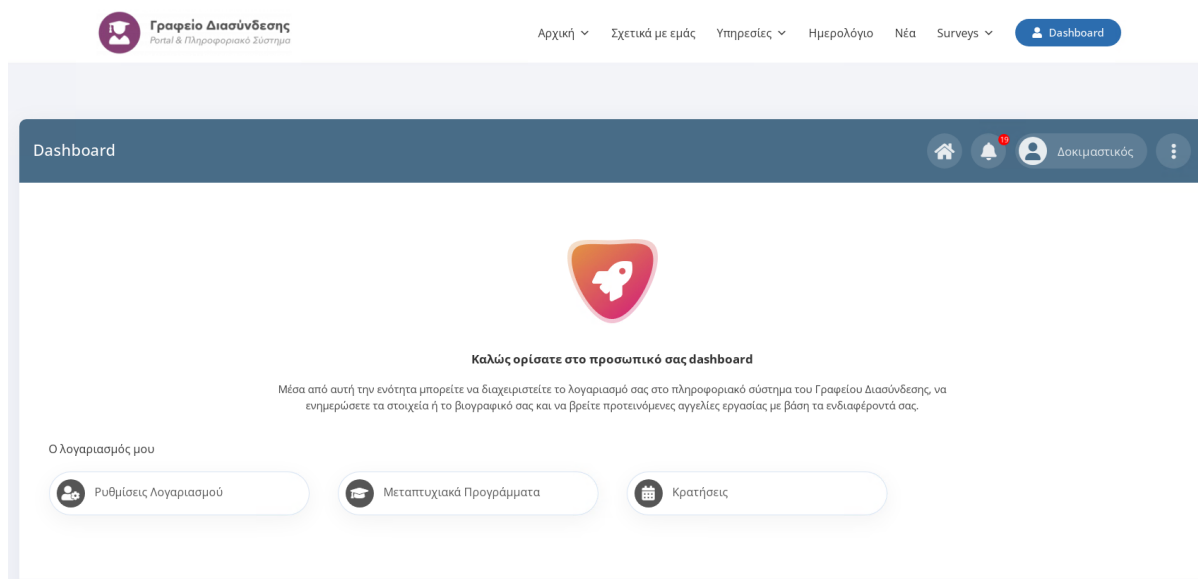 Γραφείο Διασύνδεσης
Portal & Πληροφοριακό Σύστημα
Αρχική Σχετικά με εμάς Υπηρεσίες Ημερολόγιο Νέα Surveys Dashboard
Dashboard
19
Δοκιμαστικός
Καλώς ορίσατε στο προσωπικό σας dashboard
Μέσα από αυτή την ενότητα μπορείτε να διαχειριστείτε το λογαριασμό σας στο πληροφοριακό σύστημα του Γραφείου Διασύνδεσης, να
ενημερώσετε τα στοιχεία ή το βιογραφικό σας και να βρείτε προτεινόμενες αγγελίες εργασίας με βάση τα ενδιαφέροντά σας.
Ο λογαριασμός μου
Ρυθμίσεις Λογαριασμού
Μεταπτυχιακά Προγράμματα
Κρατήσεις